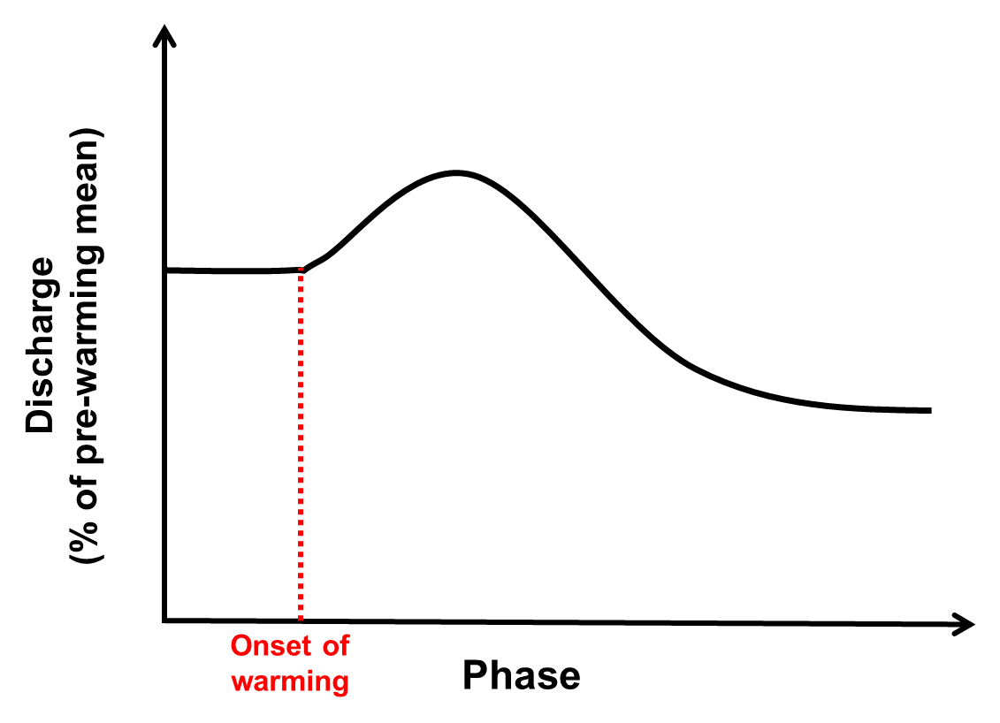 Discharge
(% of pre-warming mean)
Onset of
warming
Phase